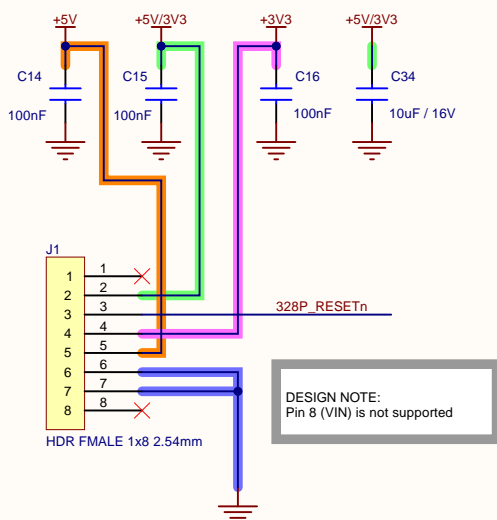 +5V +5V/3V3 +3V3 +5V/3V3
C14 C15 C16 C34
100nF 100nF 100nF 10uF / 16V
J1
1 1
2 2
3 3 328P_RESETn
4 4
5 5
6 6
7 7
8 8
HDR FMALE 1x8 2.54mm
DESIGN NOTE:
Pin 8 (VIN) is not supported